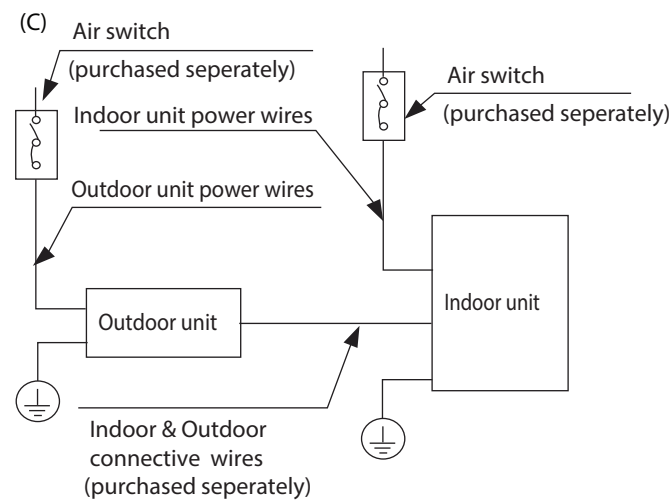 (C)
Air switch
(purchased seperately)
Air switch
(purchased seperately)
Indoor unit power wires
Outdoor unit power wires
Outdoor unit
Indoor unit
Indoor & Outdoor
connective wires
(purchased seperately)